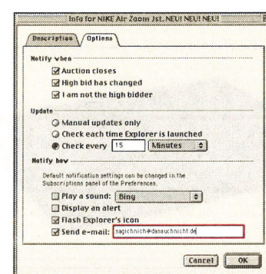 Info for NIKE Air Zoom Jst. NEU! NEU! NEU!
Description Options
Notify when
Auction closes
High bid has changed
I am not the high bidder
Update
Manual updates only
Check each time Explorer is launched
Check every 15 Minutes
Notify how
Default notification settings can be changed in the
Subscriptions panel of the Preferences.
Play a sound: Bing
Display an alert
Flash Explorer's icon
Send e-mail:
Cancel OK